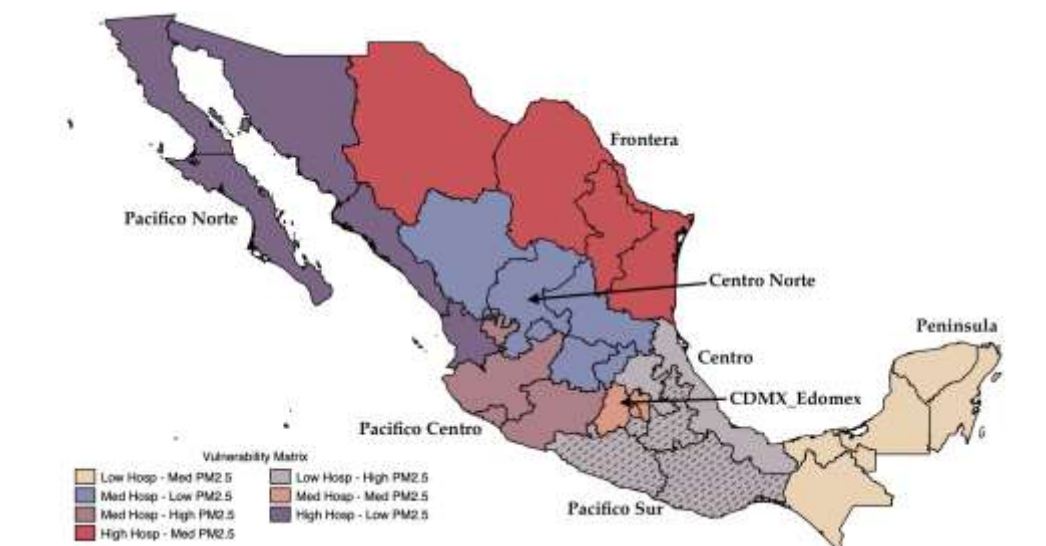 Frontera
Pacifico Norte
Centro Norte
Peninsula
Centro
CDMX_Edomex
Pacifico Centro
Pacifico Sur
Vulnerability Matrix
Low Hosp - Med PM2.5
Med Hosp - Low PM2.5
Med Hosp - High PM2.5
High Hosp - Med PM2.5
Low Hosp - High PM2.5
Med Hosp - Med PM2.5
High Hosp - Low PM2.5